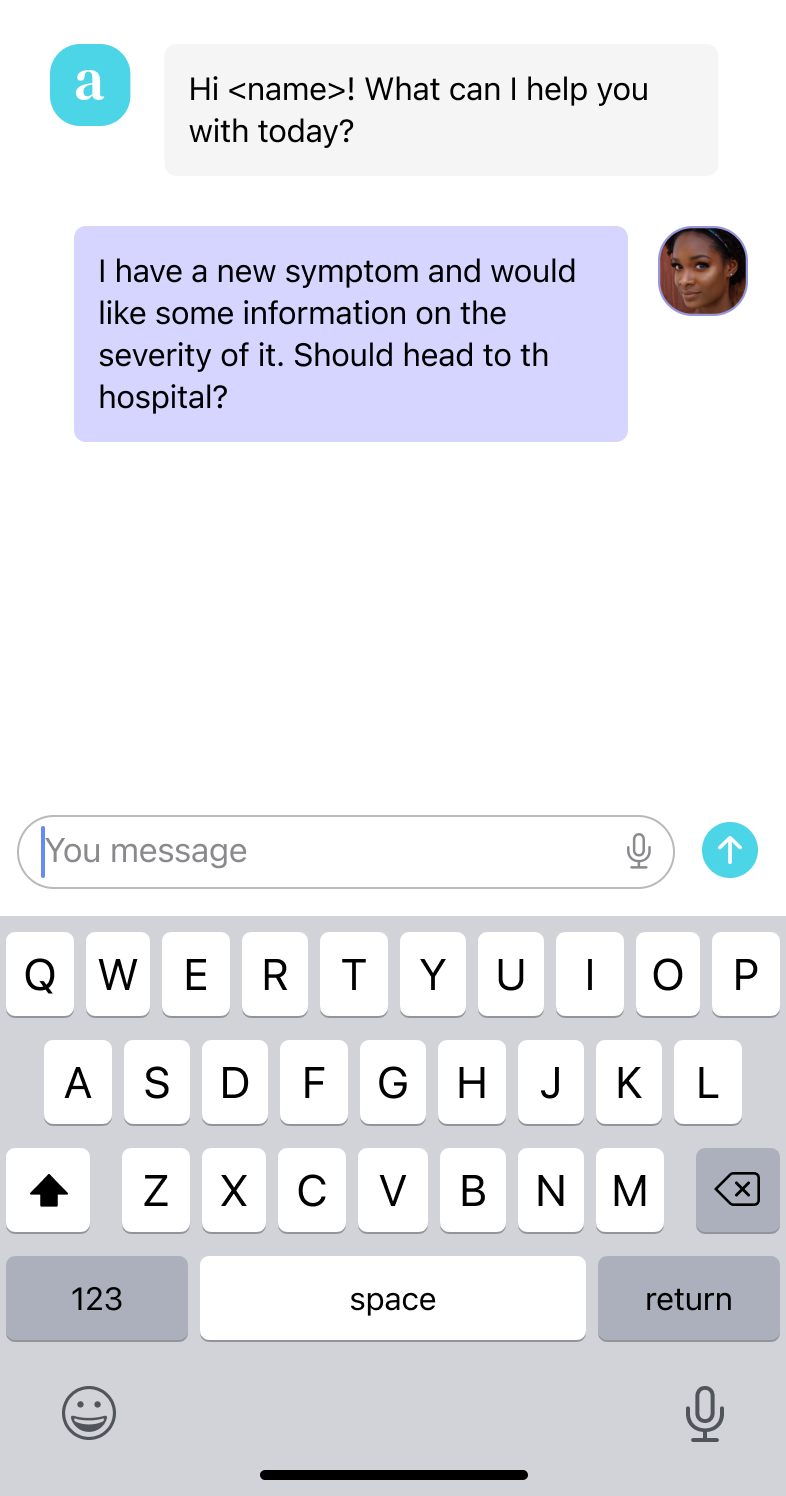 a
Hi <name>! What can I help you
with today?
I have a new symptom and would
like some information on the
severity of it. Should head to th
hospital?
You message
Q W E R T Y U I O P
A S D F G H J K L
Z X C V B N M
123 space return